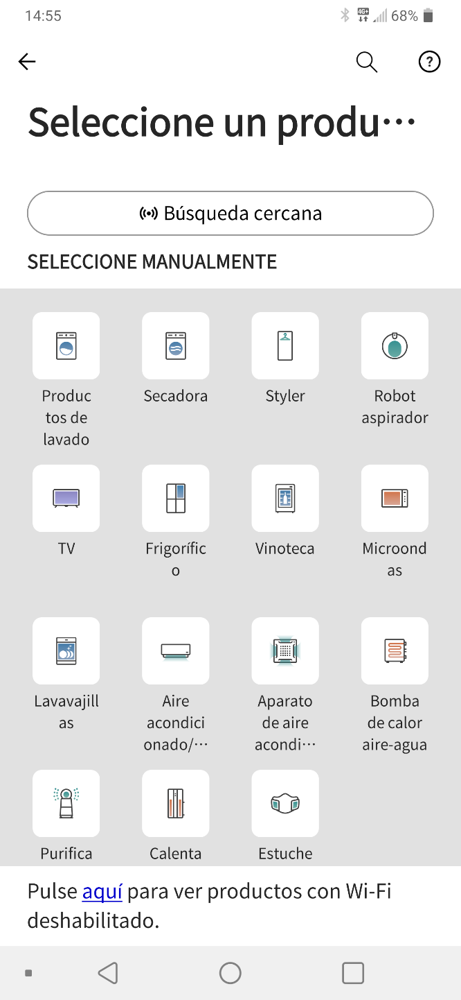 14:55
4G+ 68%
?
Seleccione un produ···
Búsqueda cercana
SELECCIONE MANUALMENTE
Produc
tos de
lavado
Secadora
Styler
Robot
aspirador
TV
Frigorífic
o
Vinoteca
Microond
as
Lavavajill
as
Aire
acondici
onado/···
Aparato
de aire
acondi···
Bomba
de calor
aire-agua
Purifica
Calenta
Estuche
Pulse aquí para ver productos con Wi-Fi
deshabilitado.